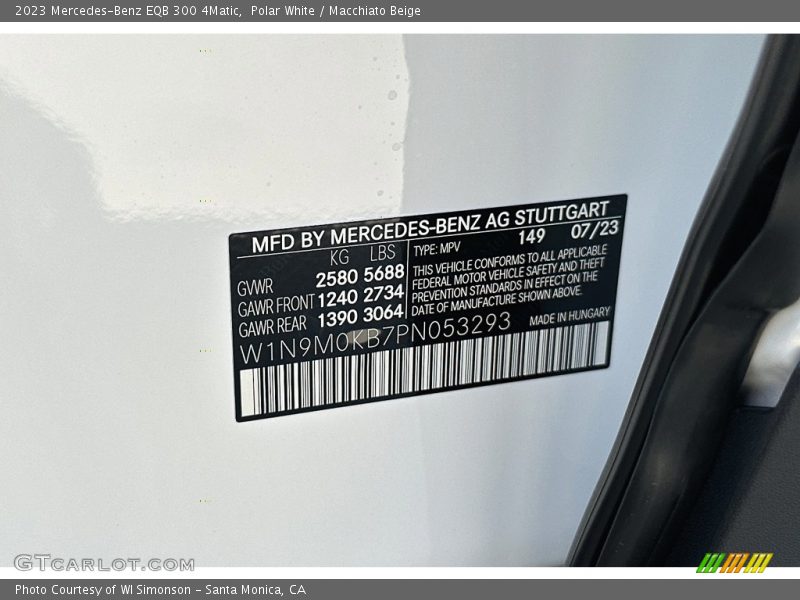 2023 Mercedes-Benz EQB 300 4Matic, Polar White / Macchiato Beige
MFD BY MERCEDES-BENZ AG STUTTGART
KG LBS
GVWR 2580 5688
GAWR FRONT 1240 2734
GAWR REAR 1390 3064
TYPE: MPV 149 07/23
THIS VEHICLE CONFORMS TO ALL APPLICABLE
FEDERAL MOTOR VEHICLE SAFETY AND THEFT
PREVENTION STANDARDS IN EFFECT ON THE
DATE OF MANUFACTURE SHOWN ABOVE.
W1N9M0KB7PN053293 MADE IN HUNGARY
GTcarlot.com
Photo Courtesy of WI Simonson - Santa Monica, CA